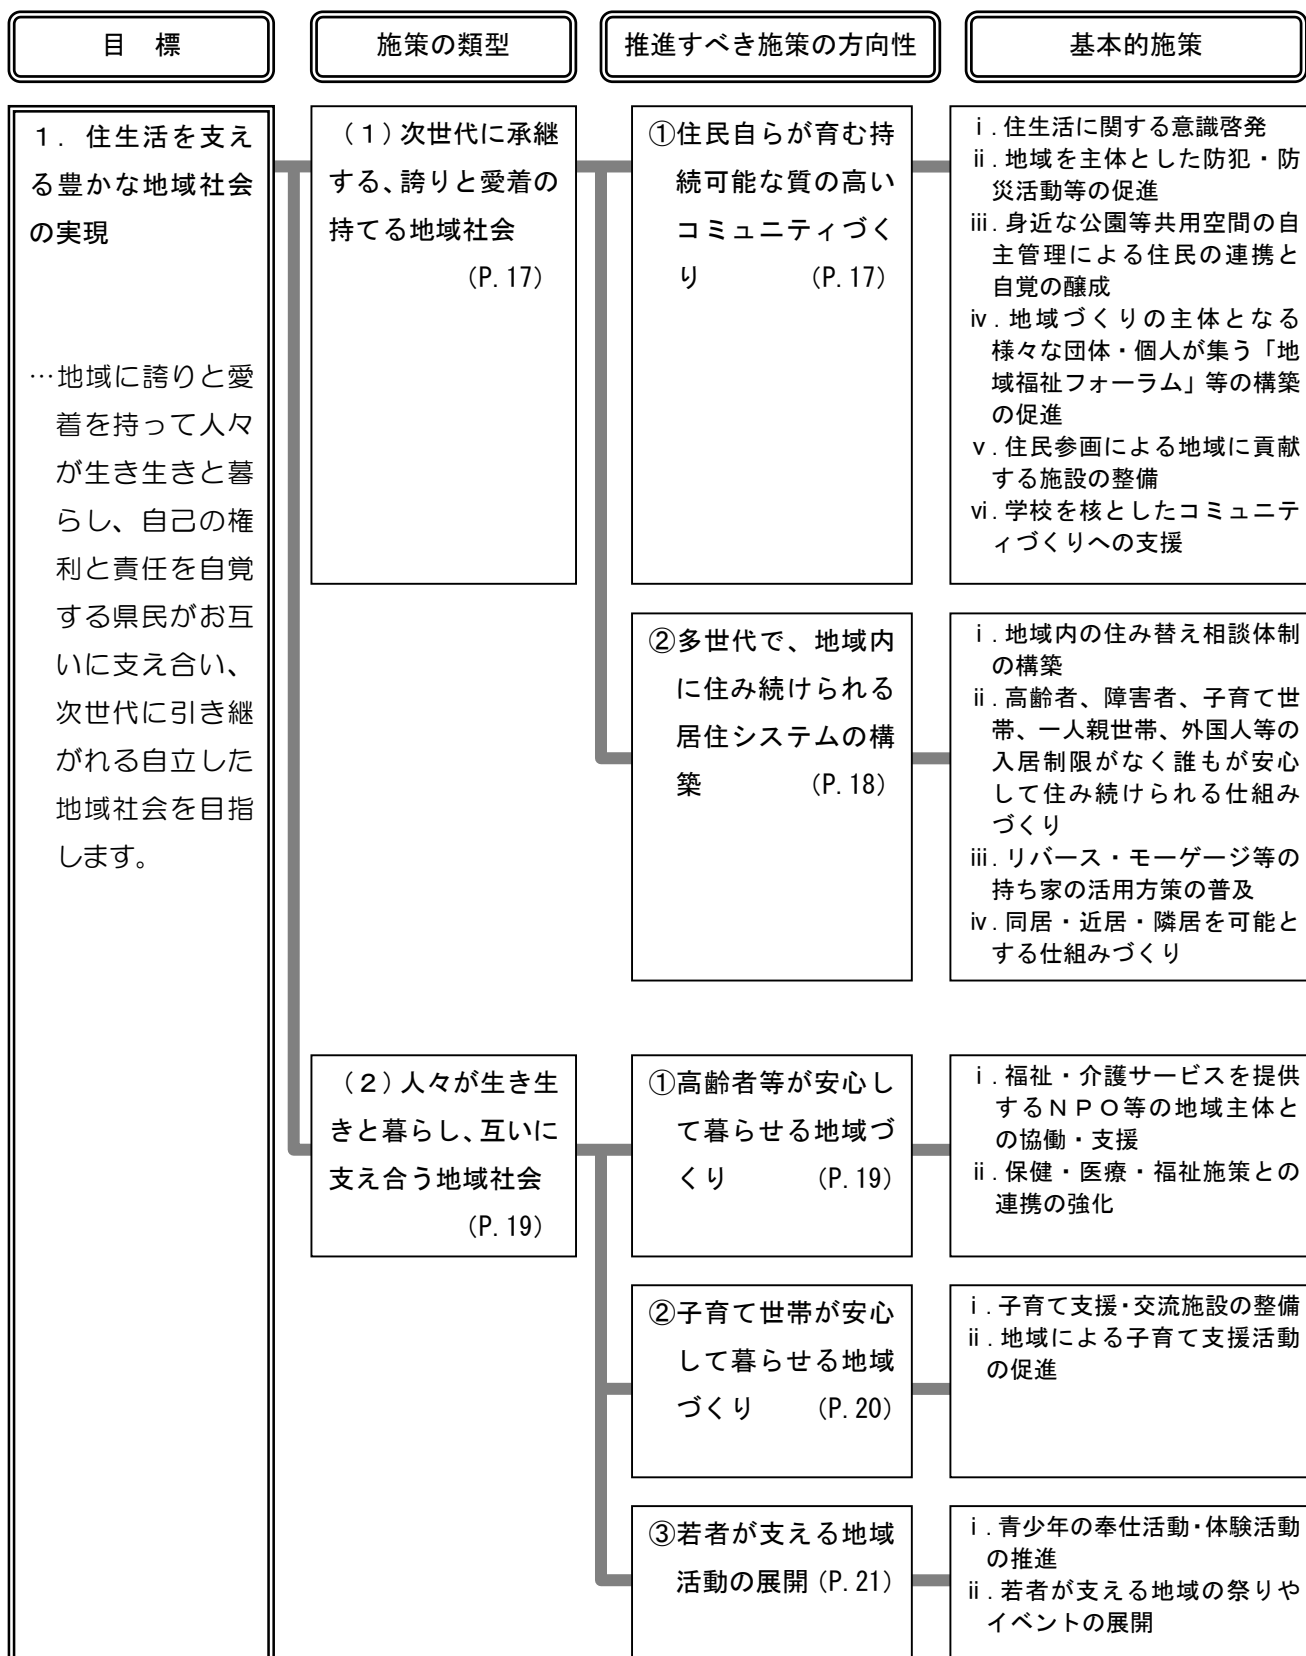 目　標
施策の類型
推進すべき施策の方向性
基本的施策
１．住生活を支え
る豊かな地域社会
の実現
…地域に誇りと愛
着を持って人々
が生き生きと暮
らし、自己の権
利と責任を自覚
する県民がお互
いに支え合い、
次世代に引き継
がれる自立した
地域社会を目指
します。
（１）次世代に承継
する、誇りと愛着の
持てる地域社会
(P.17)
①住民自らが育む持
続可能な質の高い
コミュニティづく
り　　　(P.17)
ⅰ.住生活に関する意識啓発
ⅱ.地域を主体とした防犯・防
災活動等の促進
ⅲ.身近な公園等共用空間の自
主管理による住民の連携と
自覚の醸成
ⅳ.地域づくりの主体となる
様々な団体・個人が集う「地
域福祉フォーラム」等の構築
の促進
ⅴ.住民参画による地域に貢献
する施設の整備
ⅵ.学校を核としたコミュニテ
ィづくりへの支援
②多世代で、地域内
に住み続けられる
居住システムの構
築　　　(P.18)
ⅰ.地域内の住み替え相談体制
の構築
ⅱ.高齢者、障害者、子育て世
帯、一人親世帯、外国人等の
入居制限がなく誰もが安心
して住み続けられる仕組み
づくり
ⅲ.リバース・モーゲージ等の
持ち家の活用方策の普及
ⅳ.同居・近居・隣居を可能と
する仕組みづくり
（２）人々が生き生
きと暮らし、互いに
支え合う地域社会
(P.19)
①高齢者等が安心し
て暮らせる地域づ
くり　　　(P.19)
ⅰ.福祉・介護サービスを提供
するＮＰＯ等の地域主体と
の協働・支援
ⅱ.保健・医療・福祉施策との
連携の強化
②子育て世帯が安心
して暮らせる地域
づくり　　(P.20)
ⅰ.子育て支援・交流施設の整備
ⅱ.地域による子育て支援活動
の促進
③若者が支える地域
活動の展開(P.21)
ⅰ.青少年の奉仕活動・体験活動
の推進
ⅱ.若者が支える地域の祭りや
イベントの展開